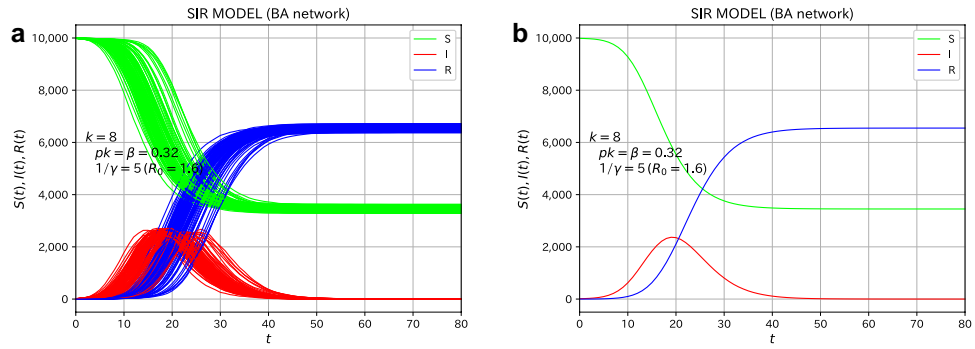 a
SIR MODEL (BA network)
S(t), I(t), R(t)
10,000
8,000
6,000
4,000
2,000
0
0 10 20 30 40 50 60 70 80
t
S
I
R
k = 8
pk = β = 0.32
1/γ = 5 (R₀ = 1.6)
b
SIR MODEL (BA network)
S(t), I(t), R(t)
10,000
8,000
6,000
4,000
2,000
0
0 10 20 30 40 50 60 70 80
t
S
I
R
k = 8
pk = β = 0.32
1/γ = 5 (R₀ = 1.6)